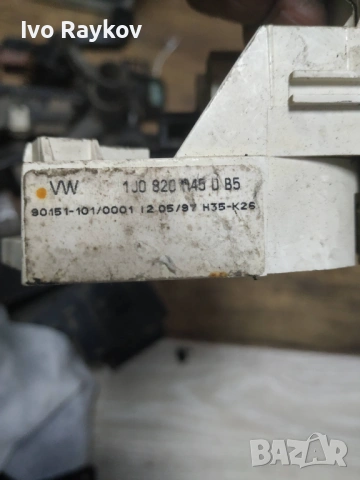 Ivo Raykov
VW 1J0 820 045 D B5
90151-101/0001 12.05/97 H35-K26
BAZAR